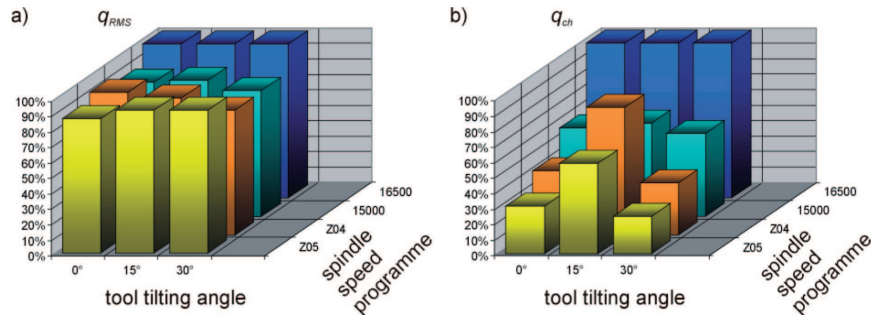 a)
q_RMS
100%
90%
80%
70%
60%
50%
40%
30%
20%
10%
0%
0°
15°
30°
tool tilting angle
Z05
Z04
15000
16500
spindle
speed
programme
b)
q_ch
100%
90%
80%
70%
60%
50%
40%
30%
20%
10%
0%
0°
15°
30°
tool tilting angle
Z05
Z04
15000
16500
spindle
speed
programme